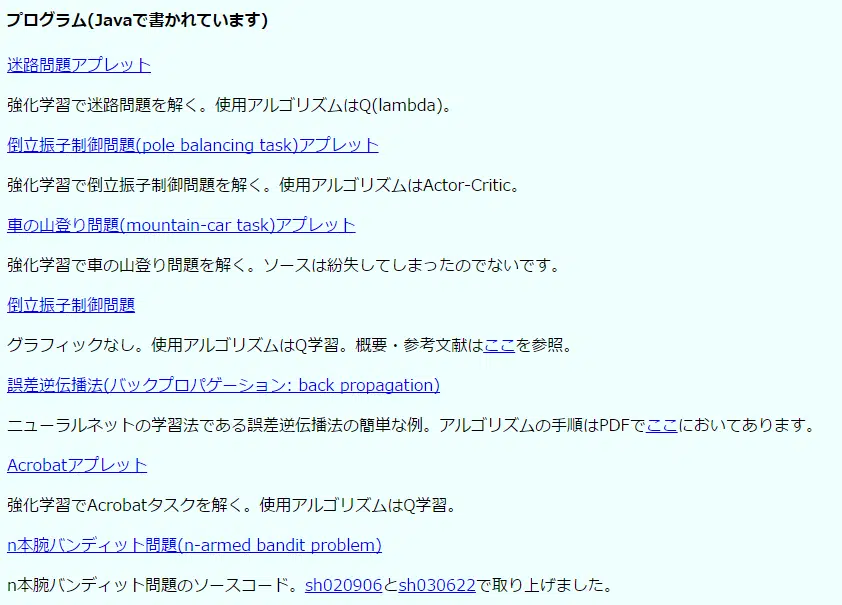 プログラム(Javaで書かれています)
迷路問題アプレット
強化学習で迷路問題を解く。使用アルゴリズムはQ(lambda)。
倒立振子制御問題(pole balancing task)アプレット
強化学習で倒立振子制御問題を解く。使用アルゴリズムはActor-Critic。
車の山登り問題(mountain-car task)アプレット
強化学習で車の山登り問題を解く。ソースは紛失してしまったのでないです。
倒立振子制御問題
グラフィックなし。使用アルゴリズムはQ学習。概要・参考文献はここを参照。
誤差逆伝播法(バックプロパゲーション: back propagation)
ニューラルネットの学習法である誤差逆伝播法の簡単な例。アルゴリズムの手順はPDFでここにおいてあります。
Acrobatアプレット
強化学習でAcrobatタスクを解く。使用アルゴリズムはQ学習。
n本腕バンディット問題(n-armed bandit problem)
n本腕バンディット問題のソースコード。sh020906とsh030622で取り上げました。